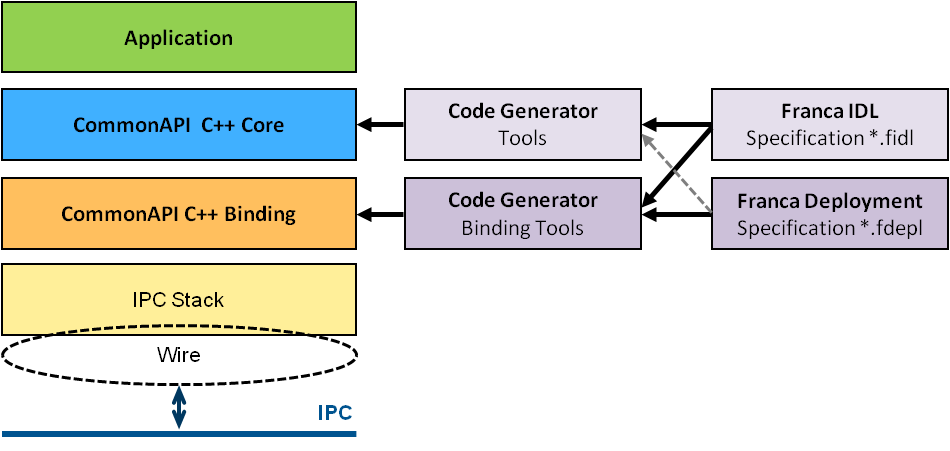 Application
CommonAPI  C++ Core
Code Generator
Tools
Franca IDL
Specification *.fidl
CommonAPI C++ Binding
Code Generator
Binding Tools
Franca Deployment
Specification *.fdepl
IPC Stack
Wire
IPC